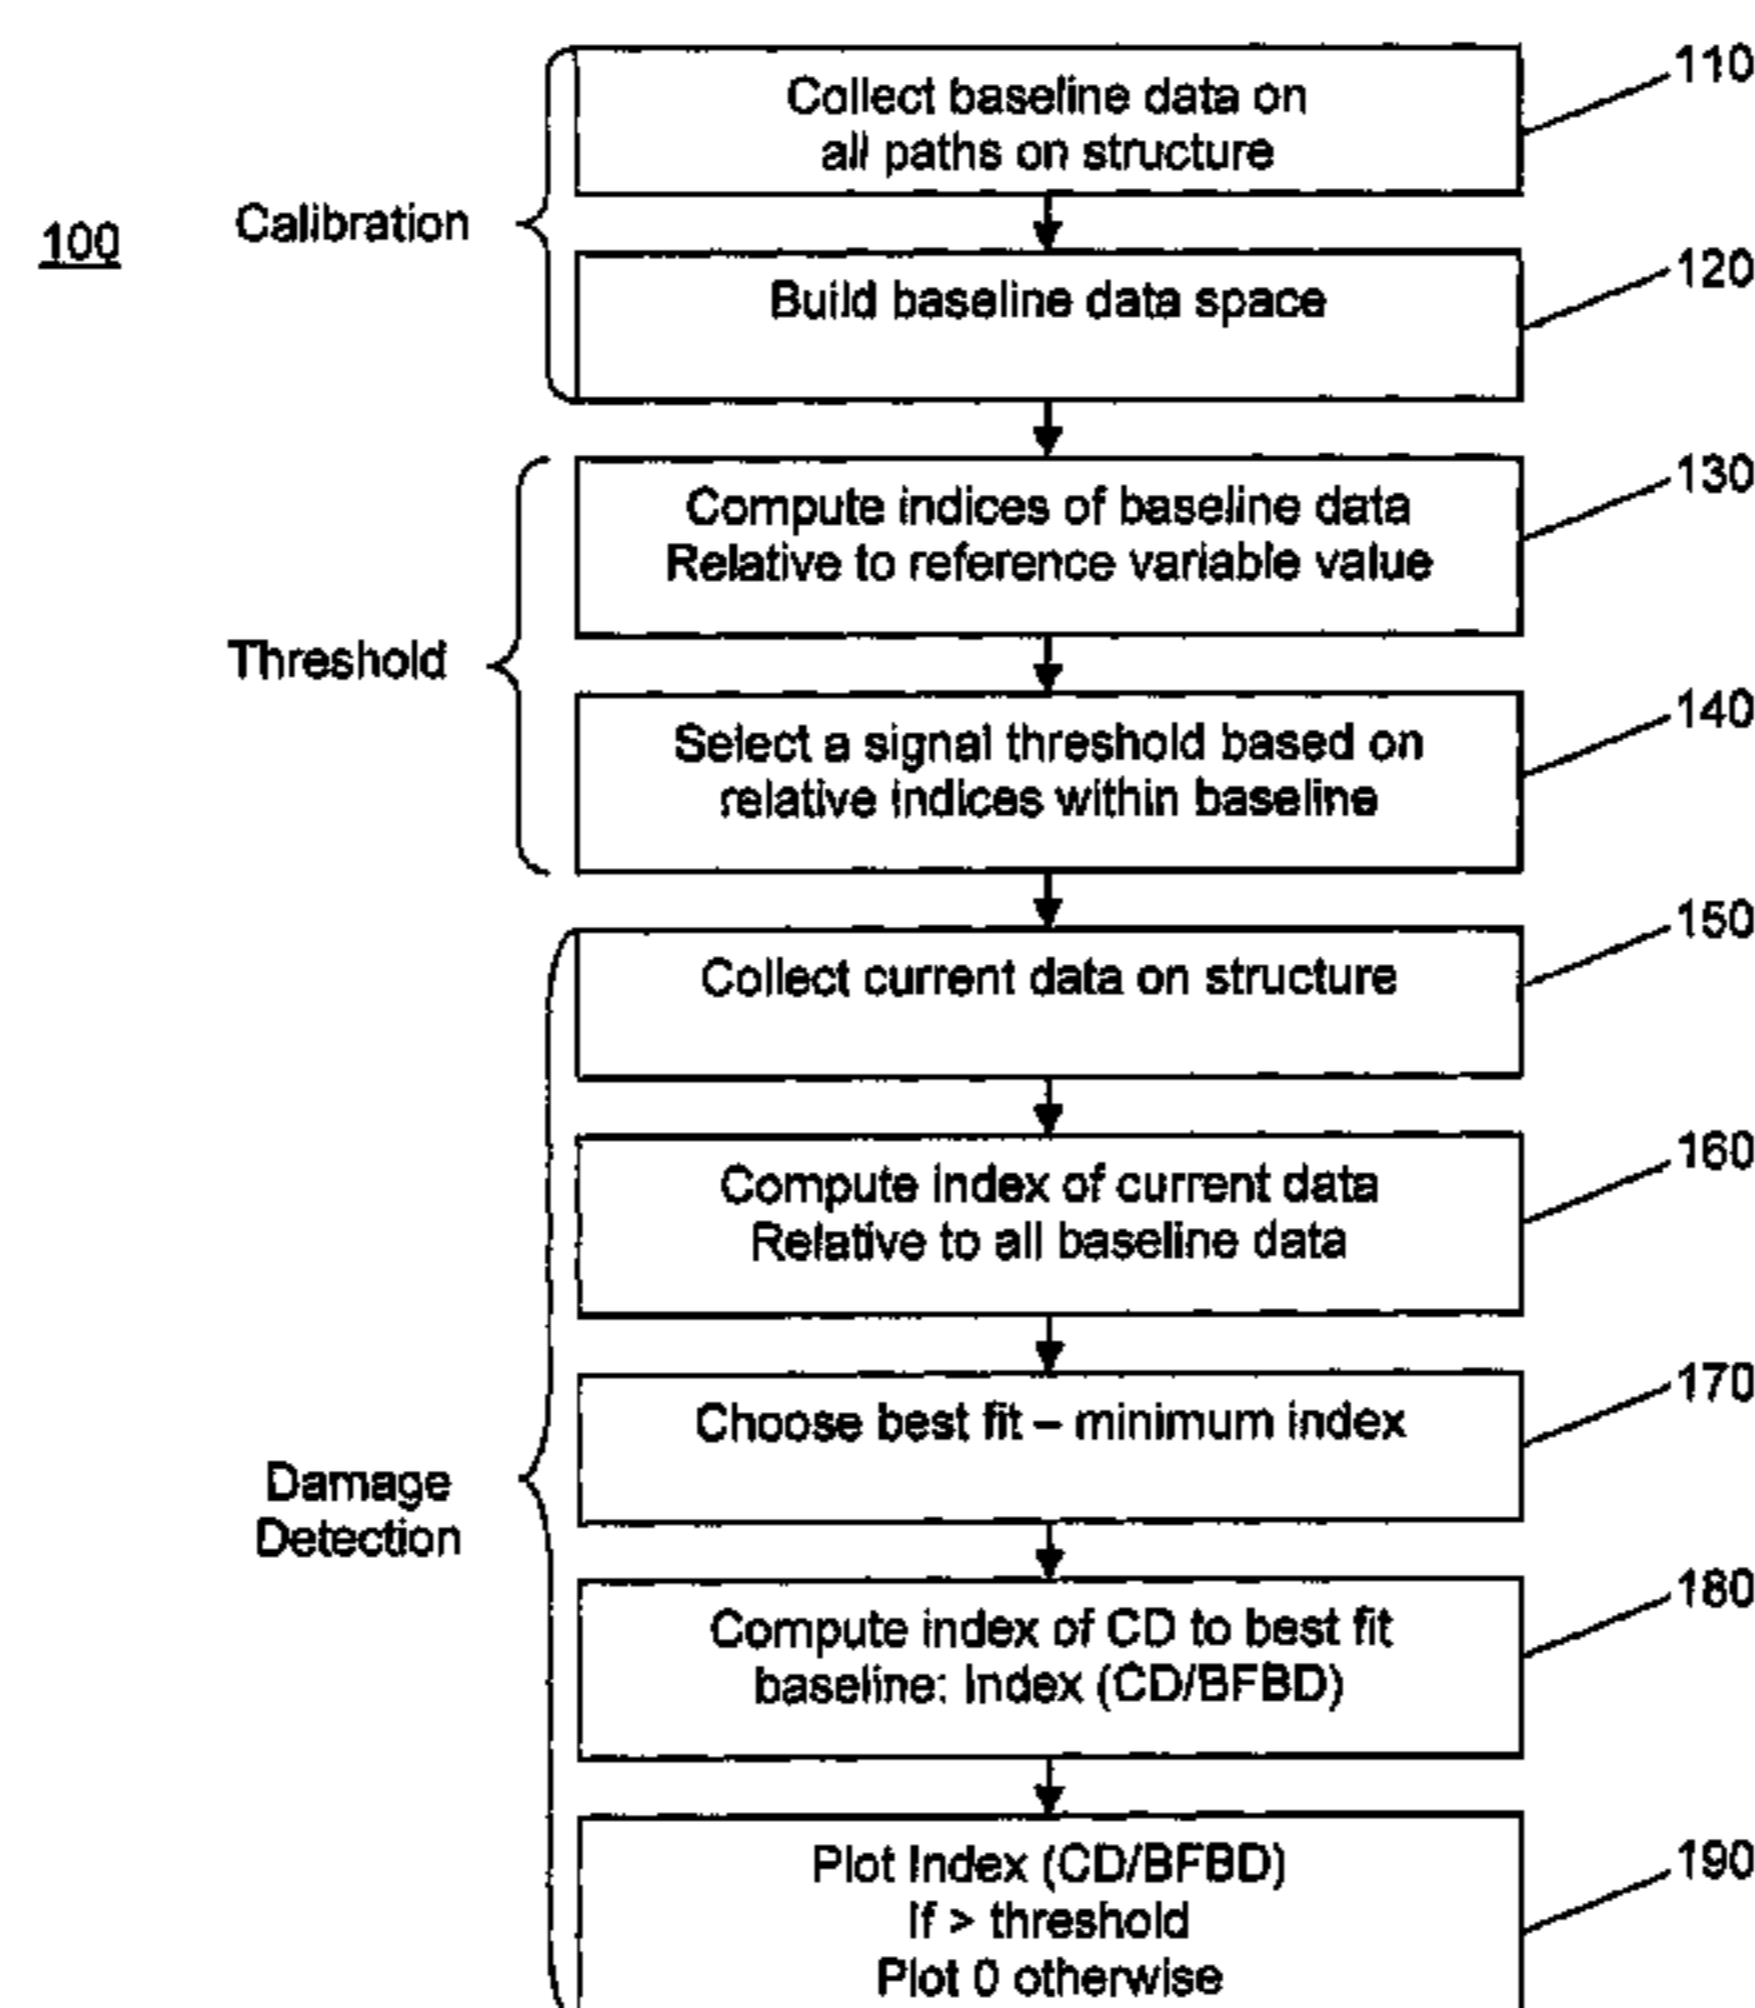 100
Calibration
Collect baseline data on
all paths on structure
110
Build baseline data space
120
Threshold
Compute indices of baseline data
Relative to reference variable value
130
Select a signal threshold based on
relative indices within baseline
140
Damage
Detection
Collect current data on structure
150
Compute index of current data
Relative to all baseline data
160
Choose best fit – minimum index
170
Compute index of CD to best fit
baseline: Index (CD/BFBD)
180
Plot Index (CD/BFBD)
If > threshold
Plot 0 otherwise
190